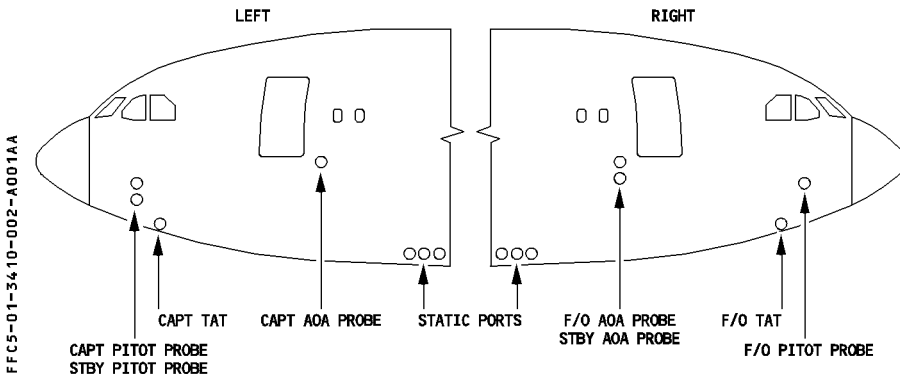 LEFT
RIGHT
FFC5-01-3410-002-A001AA
CAPT TAT
CAPT AOA PROBE
STATIC PORTS
F/O AOA PROBE
STBY AOA PROBE
F/O TAT
CAPT PITOT PROBE
STBY PITOT PROBE
F/O PITOT PROBE